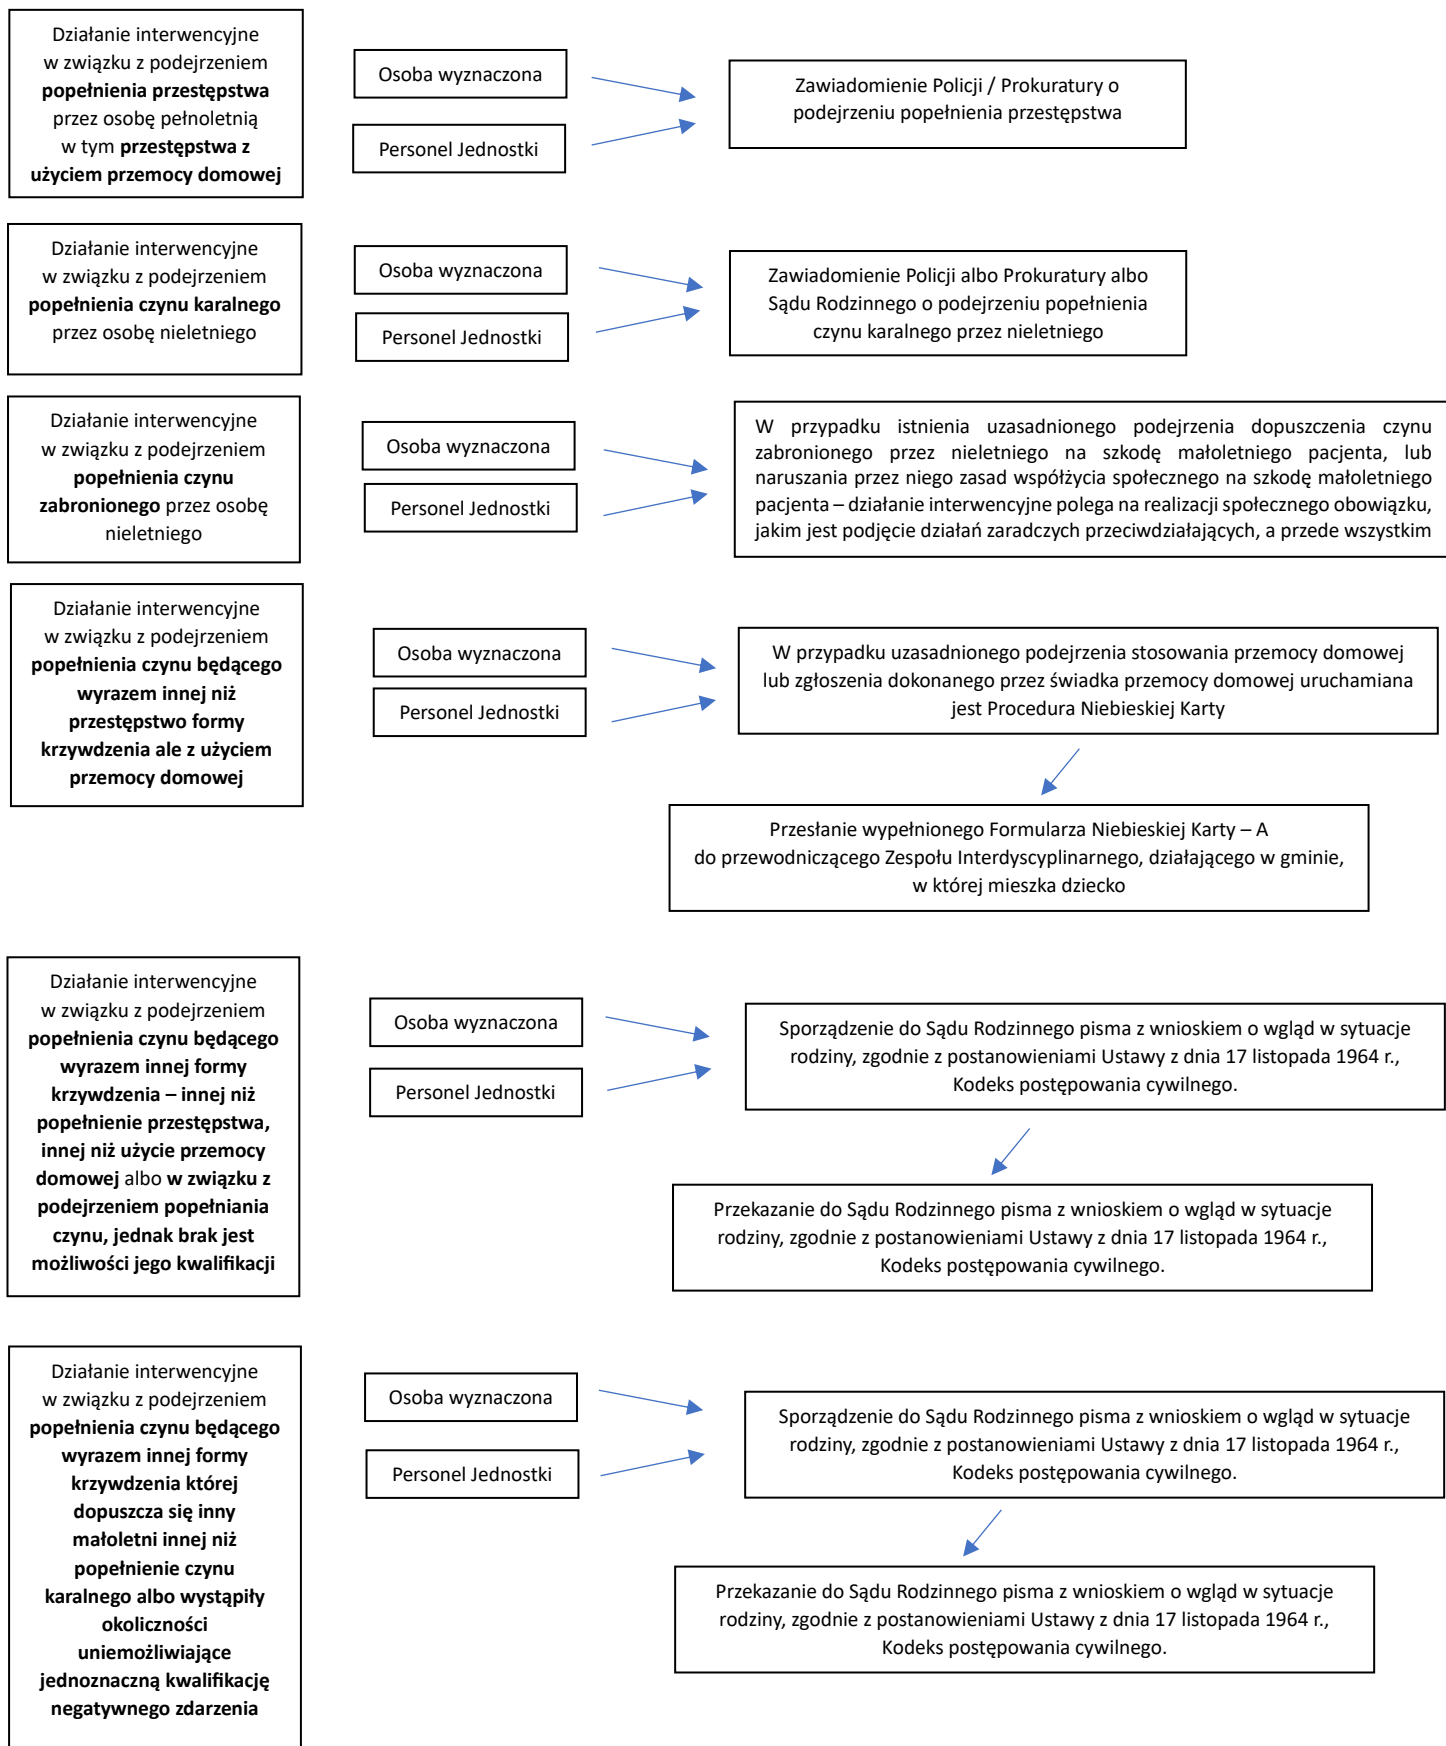 Działanie interwencyjne
w związku z podejrzeniem
popełnienia przestępstwa
przez osobę pełnoletnią
w tym przestępstwa z
użyciem przemocy domowej
Osoba wyznaczona
Personel Jednostki
Zawiadomienie Policji / Prokuratury o
podejrzeniu popełnienia przestępstwa
Działanie interwencyjne
w związku z podejrzeniem
popełnienia czynu karalnego
przez osobę nieletniego
Osoba wyznaczona
Personel Jednostki
Zawiadomienie Policji albo Prokuratury albo
Sądu Rodzinnego o podejrzeniu popełnienia
czynu karalnego przez nieletniego
Działanie interwencyjne
w związku z podejrzeniem
popełnienia czynu
zabronionego przez osobę
nieletniego
Osoba wyznaczona
Personel Jednostki
W przypadku istnienia uzasadnionego podejrzenia dopuszczenia czynu
zabronionego przez nieletniego na szkodę małoletniego pacjenta, lub
naruszania przez niego zasad współżycia społecznego na szkodę małoletniego
pacjenta – działanie interwencyjne polega na realizacji społecznego obowiązku,
jakim jest podjęcie działań zaradczych przeciwdziałających, a przede wszystkim
Działanie interwencyjne
w związku z podejrzeniem
popełnienia czynu będącego
wyrazem innej niż
przestępstwo formy
krzywdzenia ale z użyciem
przemocy domowej
Osoba wyznaczona
Personel Jednostki
W przypadku uzasadnionego podejrzenia stosowania przemocy domowej
lub zgłoszenia dokonanego przez świadka przemocy domowej uruchamiana
jest Procedura Niebieskiej Karty
Przesłanie wypełnionego Formularza Niebieskiej Karty – A
do przewodniczącego Zespołu Interdyscyplinarnego, działającego w gminie,
w której mieszka dziecko
Działanie interwencyjne
w związku z podejrzeniem
popełnienia czynu będącego
wyrazem innej formy
krzywdzenia – innej niż
popełnienie przestępstwa,
innej niż użycie przemocy
domowej albo w związku z
podejrzeniem popełniania
czynu, jednak brak jest
możliwości jego kwalifikacji
Osoba wyznaczona
Personel Jednostki
Sporządzenie do Sądu Rodzinnego pisma z wnioskiem o wgląd w sytuacje
rodziny, zgodnie z postanowieniami Ustawy z dnia 17 listopada 1964 r.,
Kodeks postępowania cywilnego.
Przekazanie do Sądu Rodzinnego pisma z wnioskiem o wgląd w sytuacje
rodziny, zgodnie z postanowieniami Ustawy z dnia 17 listopada 1964 r.,
Kodeks postępowania cywilnego.
Działanie interwencyjne
w związku z podejrzeniem
popełnienia czynu będącego
wyrazem innej formy
krzywdzenia której
dopuszcza się inny
małoletni innej niż
popełnienie czynu
karalnego albo wystąpiły
okoliczności
uniemożliwiające
jednoznaczną kwalifikację
negatywnego zdarzenia
Osoba wyznaczona
Personel Jednostki
Sporządzenie do Sądu Rodzinnego pisma z wnioskiem o wgląd w sytuacje
rodziny, zgodnie z postanowieniami Ustawy z dnia 17 listopada 1964 r.,
Kodeks postępowania cywilnego.
Przekazanie do Sądu Rodzinnego pisma z wnioskiem o wgląd w sytuacje
rodziny, zgodnie z postanowieniami Ustawy z dnia 17 listopada 1964 r.,
Kodeks postępowania cywilnego.